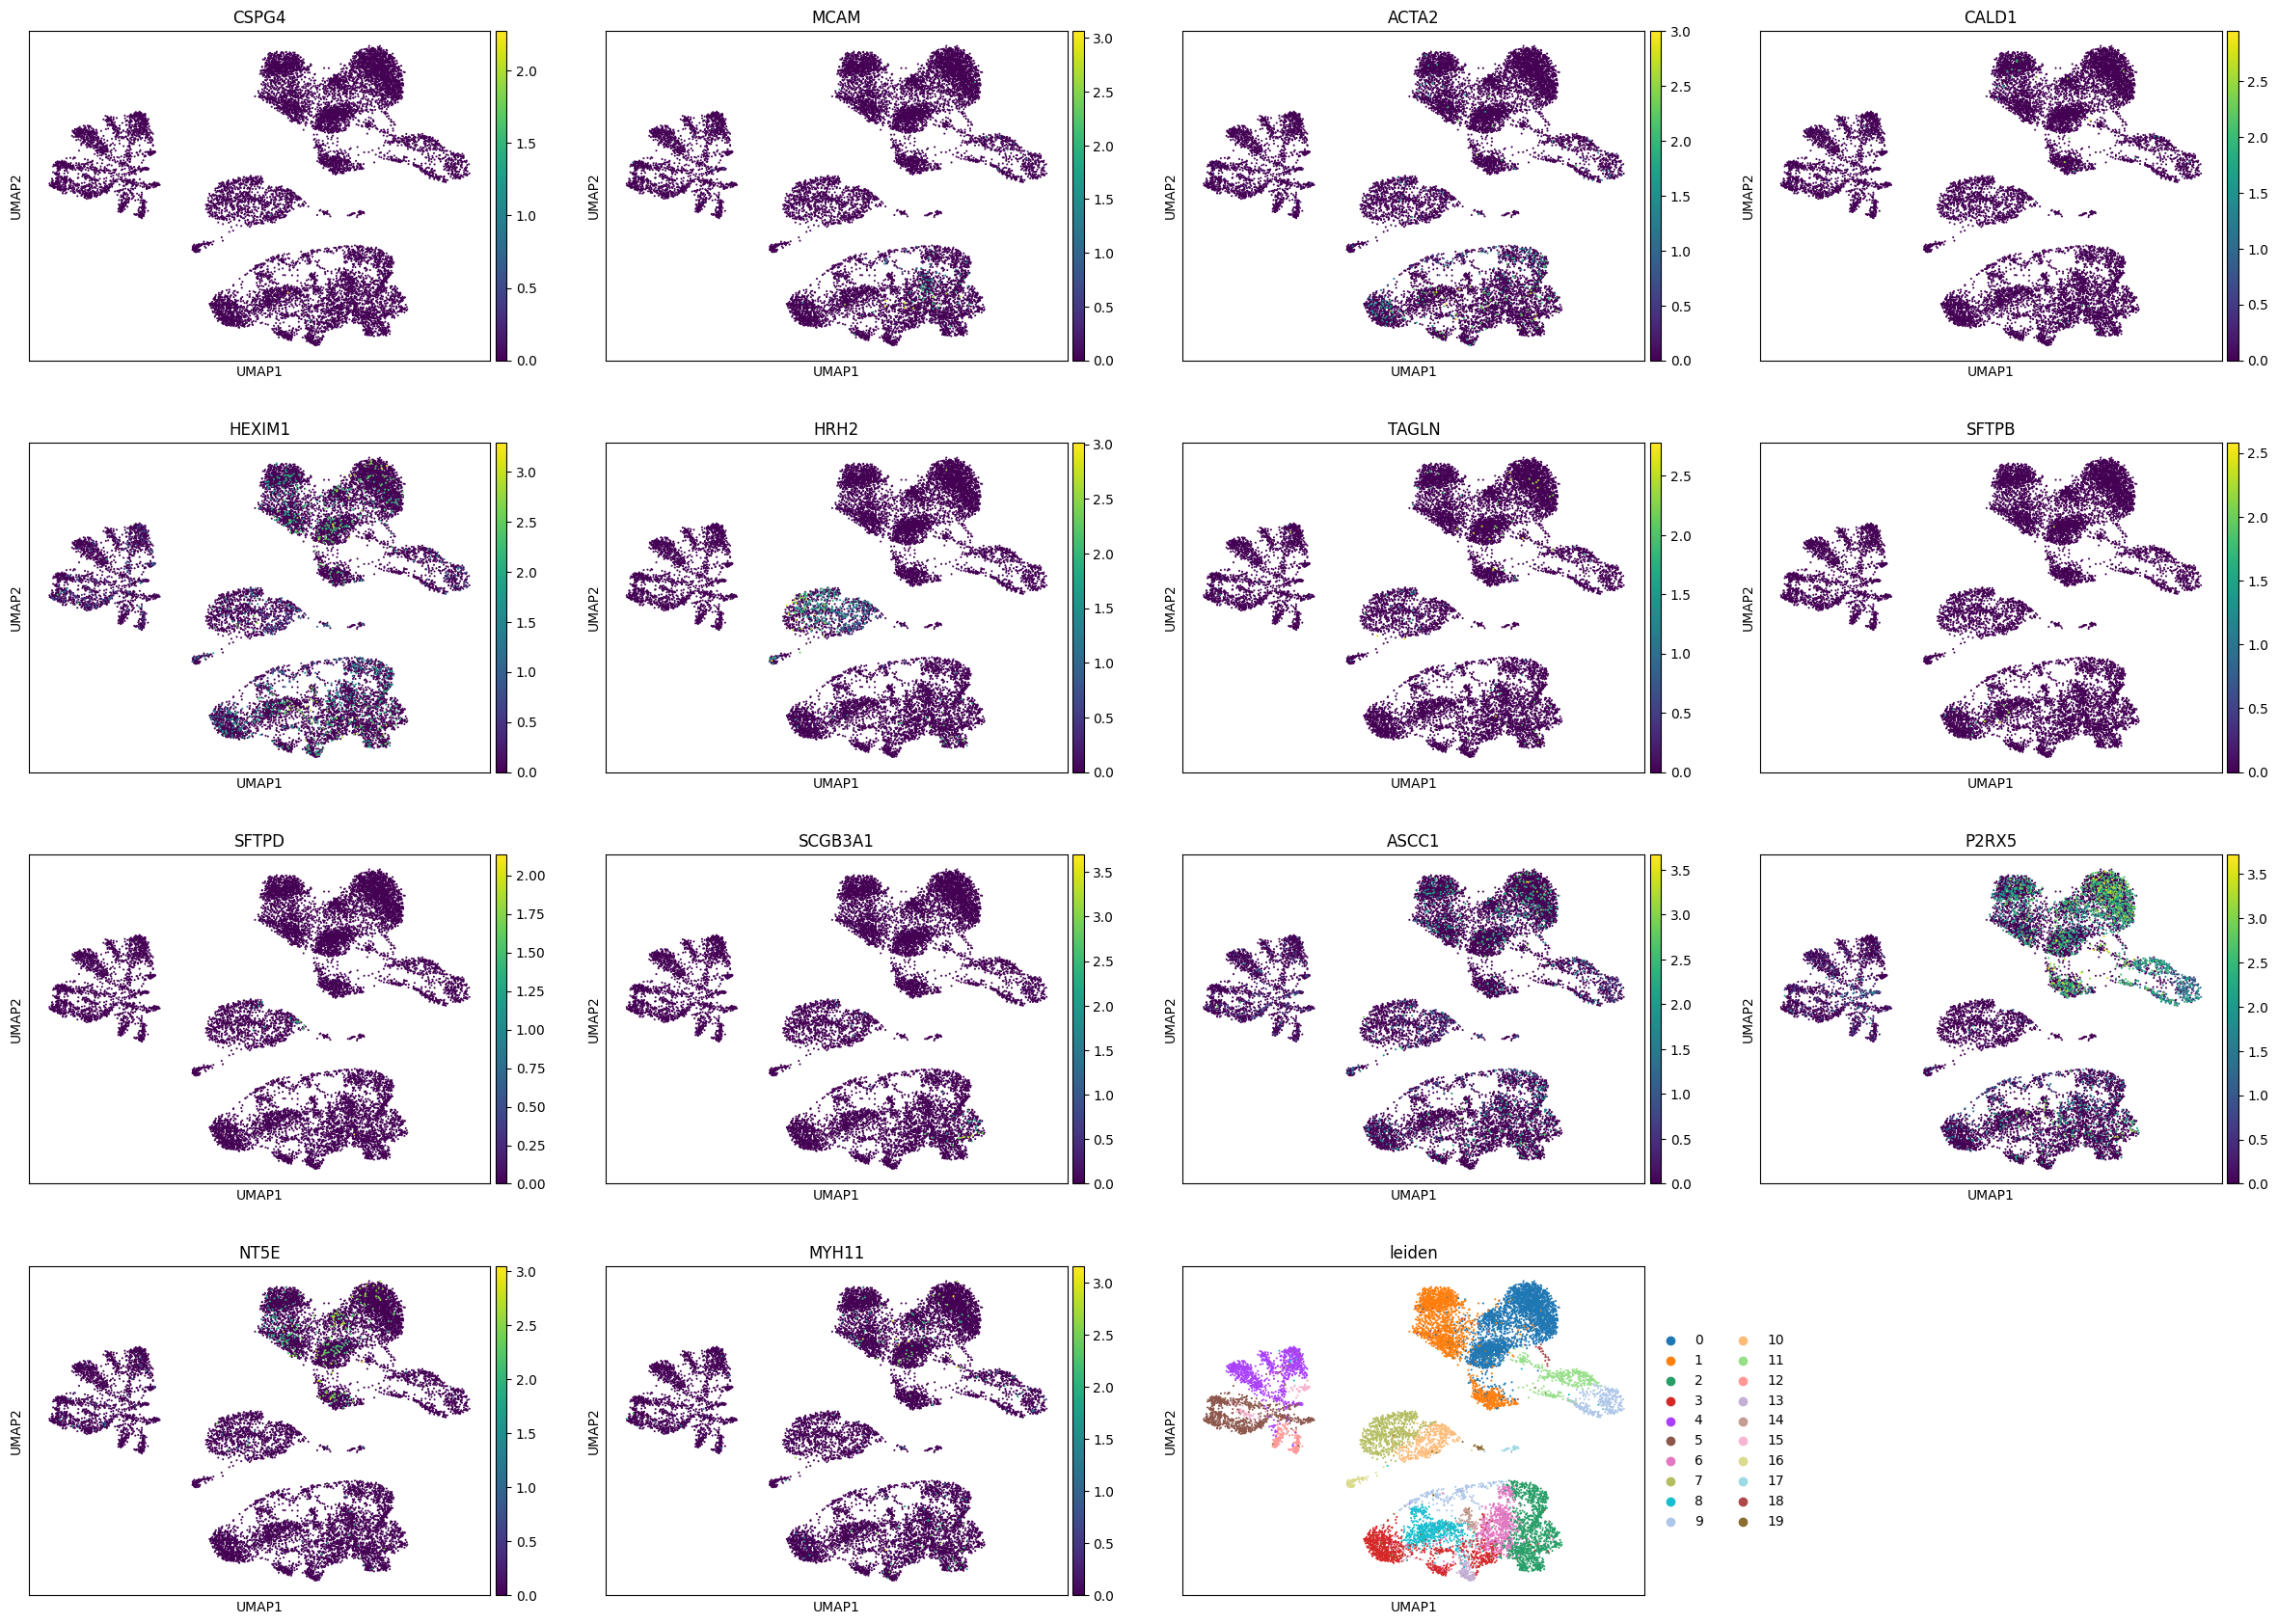 CSPG4
MCAM
ACTA2
CALD1
UMAP2
UMAP1
2.0
1.5
1.0
0.5
0.0
UMAP2
UMAP1
3.0
2.5
2.0
1.5
1.0
0.5
0.0
UMAP2
UMAP1
3.0
2.5
2.0
1.5
1.0
0.5
0.0
UMAP2
UMAP1
2.5
2.0
1.5
1.0
0.5
0.0
HEXIM1
HRH2
TAGLN
SFTPB
UMAP2
UMAP1
3.0
2.5
2.0
1.5
1.0
0.5
0.0
UMAP2
UMAP1
3.0
2.5
2.0
1.5
1.0
0.5
0.0
UMAP2
UMAP1
2.5
2.0
1.5
1.0
0.5
0.0
UMAP2
UMAP1
2.5
2.0
1.5
1.0
0.5
0.0
SFTPD
SCGB3A1
ASCC1
P2RX5
UMAP2
UMAP1
2.00
1.75
1.50
1.25
1.00
0.75
0.50
0.25
0.00
UMAP2
UMAP1
3.5
3.0
2.5
2.0
1.5
1.0
0.5
0.0
UMAP2
UMAP1
3.5
3.0
2.5
2.0
1.5
1.0
0.5
0.0
UMAP2
UMAP1
3.5
3.0
2.5
2.0
1.5
1.0
0.5
0.0
NT5E
MYH11
leiden
UMAP2
UMAP1
3.0
2.5
2.0
1.5
1.0
0.5
0.0
UMAP2
UMAP1
3.0
2.5
2.0
1.5
1.0
0.5
0.0
UMAP2
UMAP1
0 10
1 11
2 12
3 13
4 14
5 15
6 16
7 17
8 18
9 19